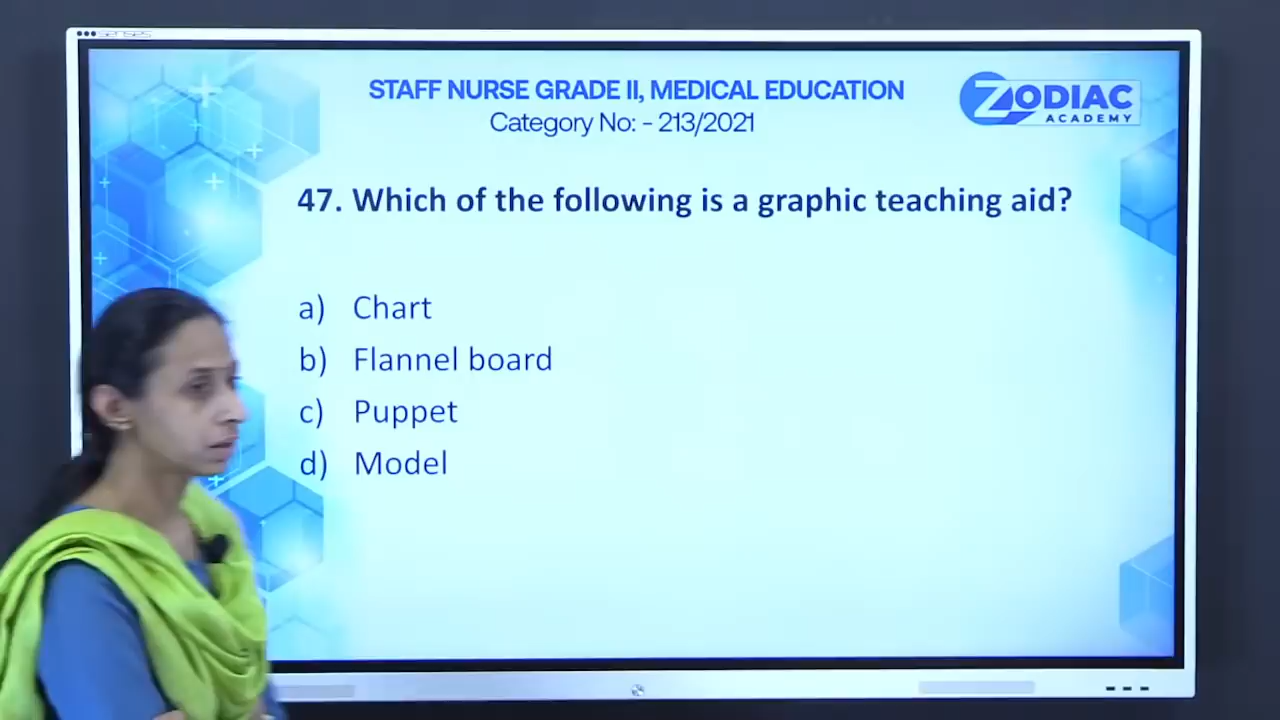 senses
STAFF NURSE GRADE II, MEDICAL EDUCATION
Category No: - 213/2021
ZODIAC
ACADEMY
47. Which of the following is a graphic teaching aid?
a) Chart
b) Flannel board
c) Puppet
d) Model